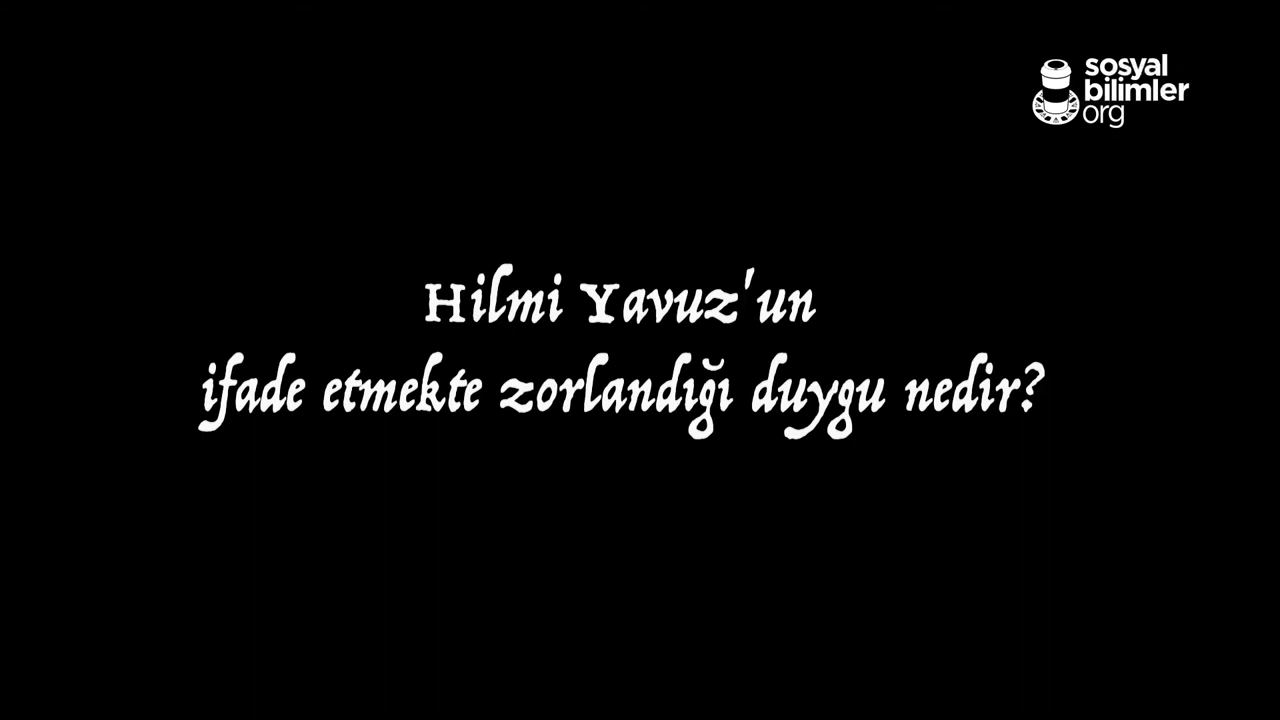 sosyal
bilimler
org
Hilmi Yavuz'un
ifade etmekte zorlandığı duygu nedir?